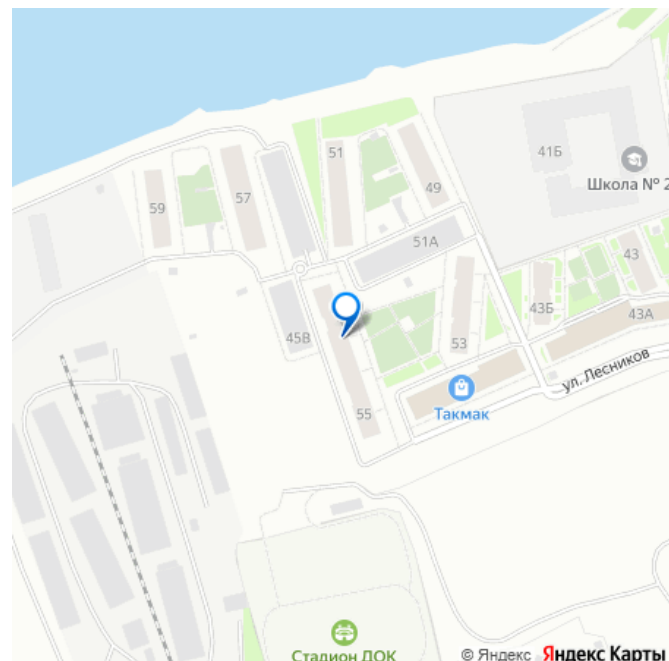 51
41Б
Школа № 2
57
49
59
51А
43
43Б
43А
45В
53
ул. Лесников
Такмак
55
Стадион ДОК
© Яндекс Яндекс Карты